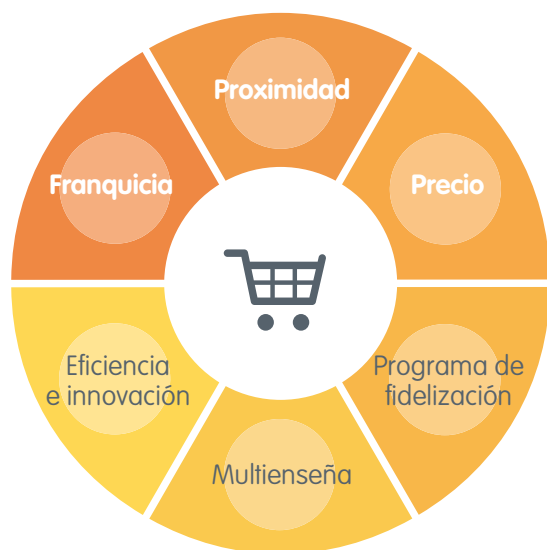 Proximidad
Franquicia
Precio
Eficiencia
e innovación
Programa de
fidelización
Multienseña